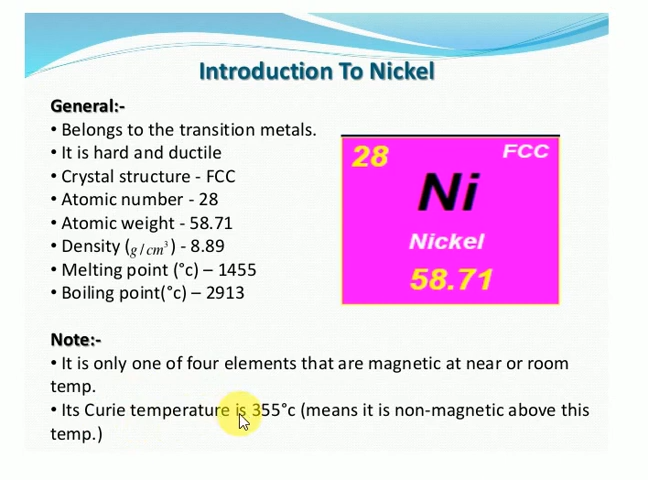 Introduction To Nickel
General:-
• Belongs to the transition metals.
• It is hard and ductile
• Crystal structure - FCC
• Atomic number - 28
• Atomic weight - 58.71
• Density (g / cm³) - 8.89
• Melting point (°c) – 1455
• Boiling point(°c) – 2913
28
FCC
Ni
Nickel
58.71
Note:-
• It is only one of four elements that are magnetic at near or room
temp.
• Its Curie temperature is 355°c (means it is non-magnetic above this
temp.)